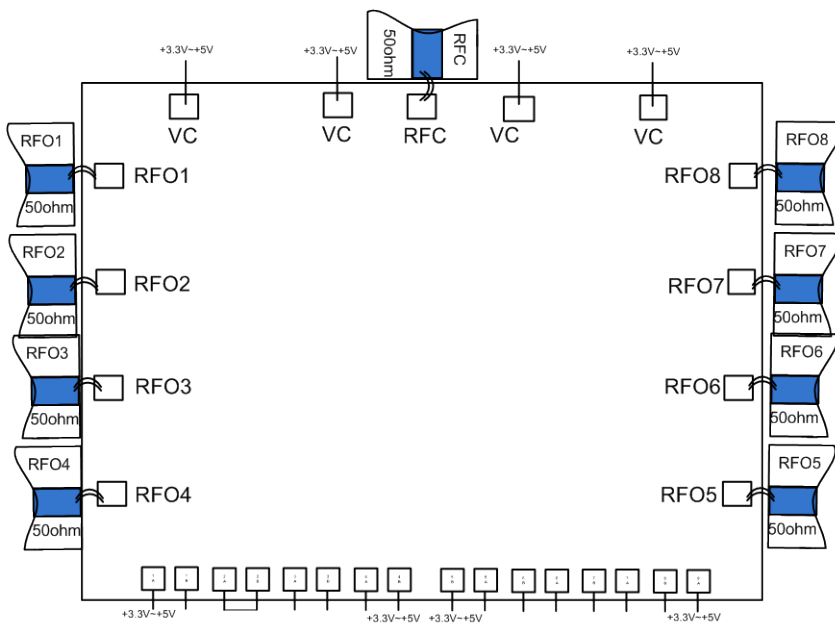 +3.3V~+5V
+3.3V~+5V
50ohm
RFC
+3.3V~+5V
+3.3V~+5V
VC
VC
RFC
VC
VC
RFO1
50ohm
RFO1
RFO8
RFO8
50ohm
RFO2
50ohm
RFO2
RFO7
RFO7
50ohm
RFO3
50ohm
RFO3
RFO6
RFO6
50ohm
RFO4
50ohm
RFO4
RFO5
RFO5
50ohm
+3.3V~+5V
+3.3V~+5V
+3.3V~+5V
+3.3V~+5V